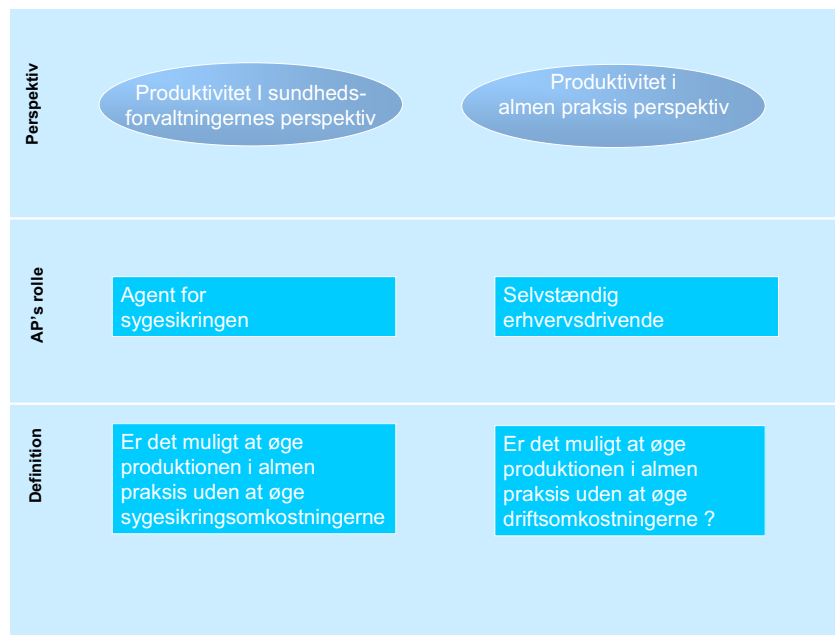 Perspektiv
Produktivitet I sundheds-
forvaltningernes perspektiv
Produktivitet i
almen praksis perspektiv
AP's rolle
Agent for
sygesikringen
Selvstændig
erhvervsdrivende
Definition
Er det muligt at øge
produktionen i almen
praksis uden at øge
sygesikringsomkostningerne
Er det muligt at øge
produktionen i almen
praksis uden at øge
driftsomkostningerne ?